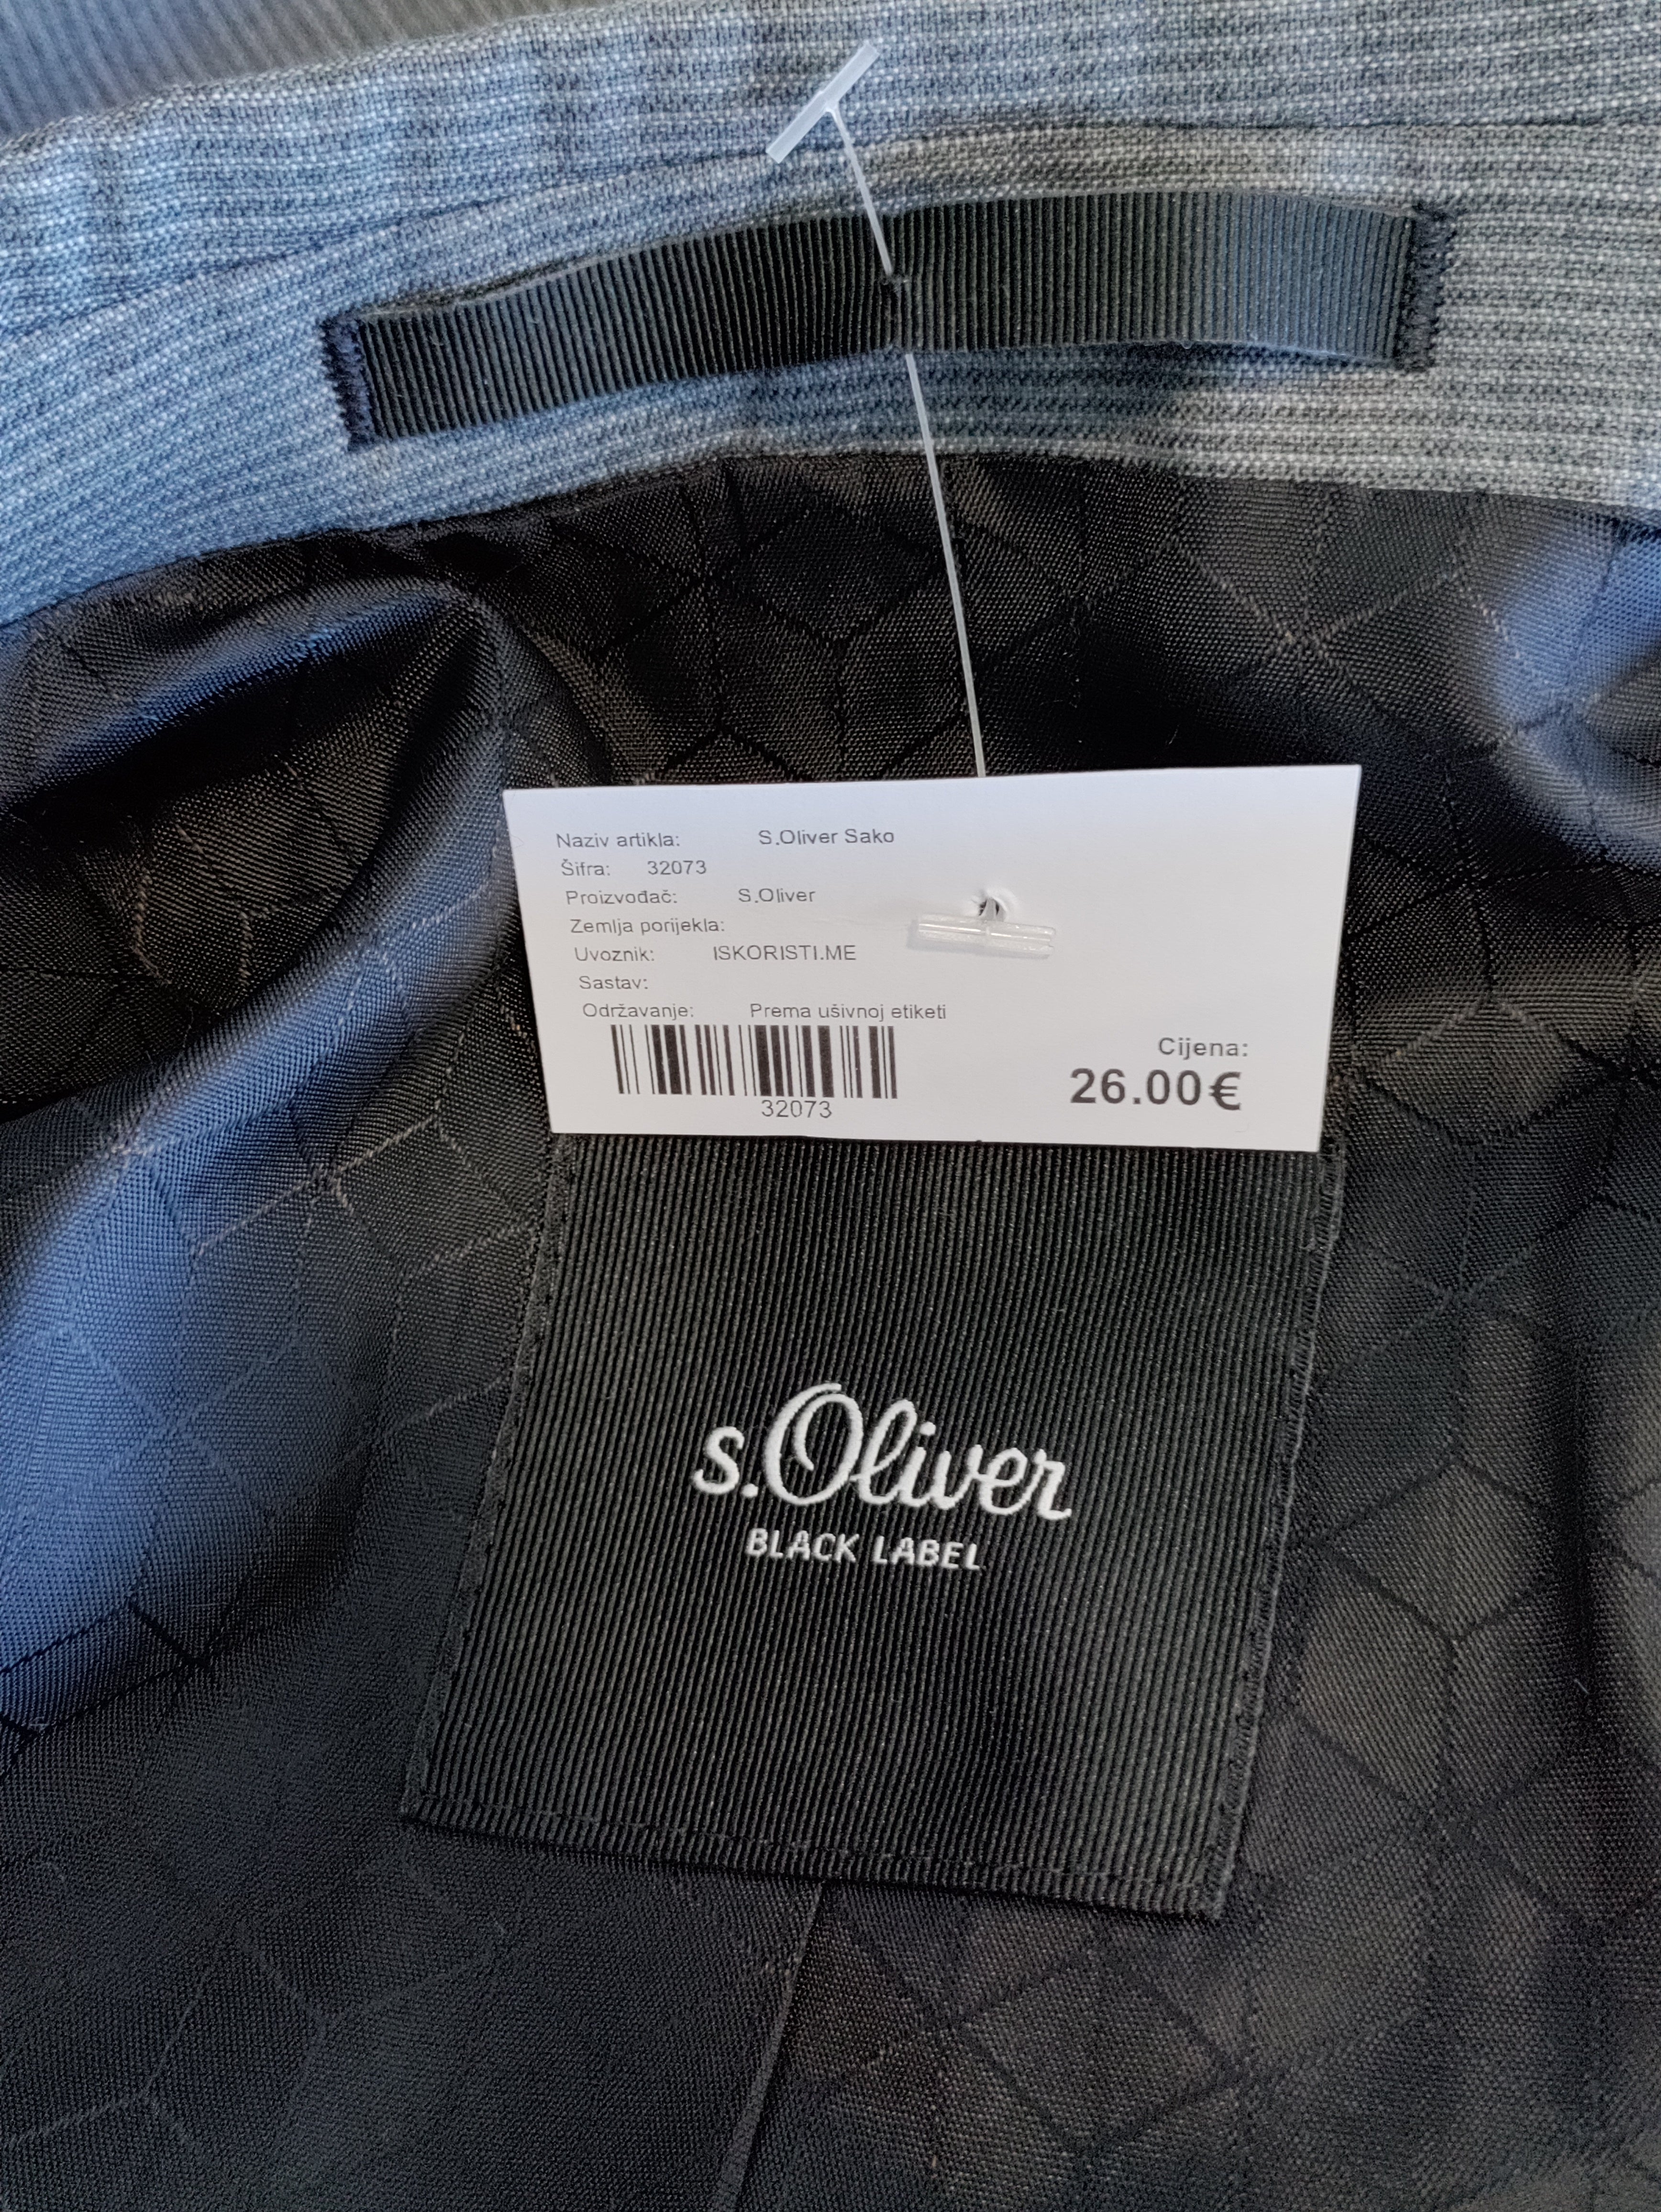 Naziv artikla: S.Oliver Sako
Šifra: 32073
Proizvođač: S.Oliver
Zemlja porijekla:
Uvoznik: ISKORISTI.ME
Sastav:
Održavanje: Prema ušivnoj etiketi
32073
Cijena:
26.00€
s.Oliver
BLACK LABEL